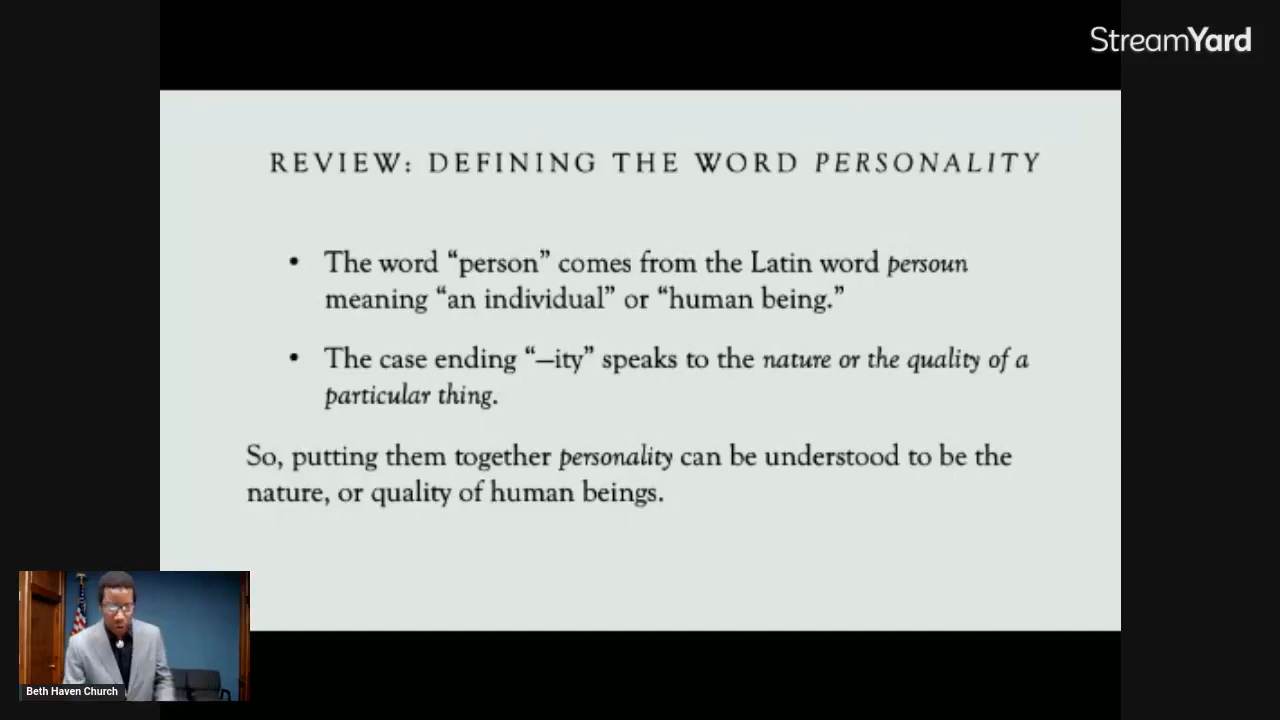 StreamYard
REVIEW: DEFINING THE WORD PERSONALITY
• The word “person” comes from the Latin word persoun
meaning “an individual” or “human being.”
• The case ending “–ity” speaks to the nature or the quality of a
particular thing.
So, putting them together personality can be understood to be the
nature, or quality of human beings.
Beth Haven Church